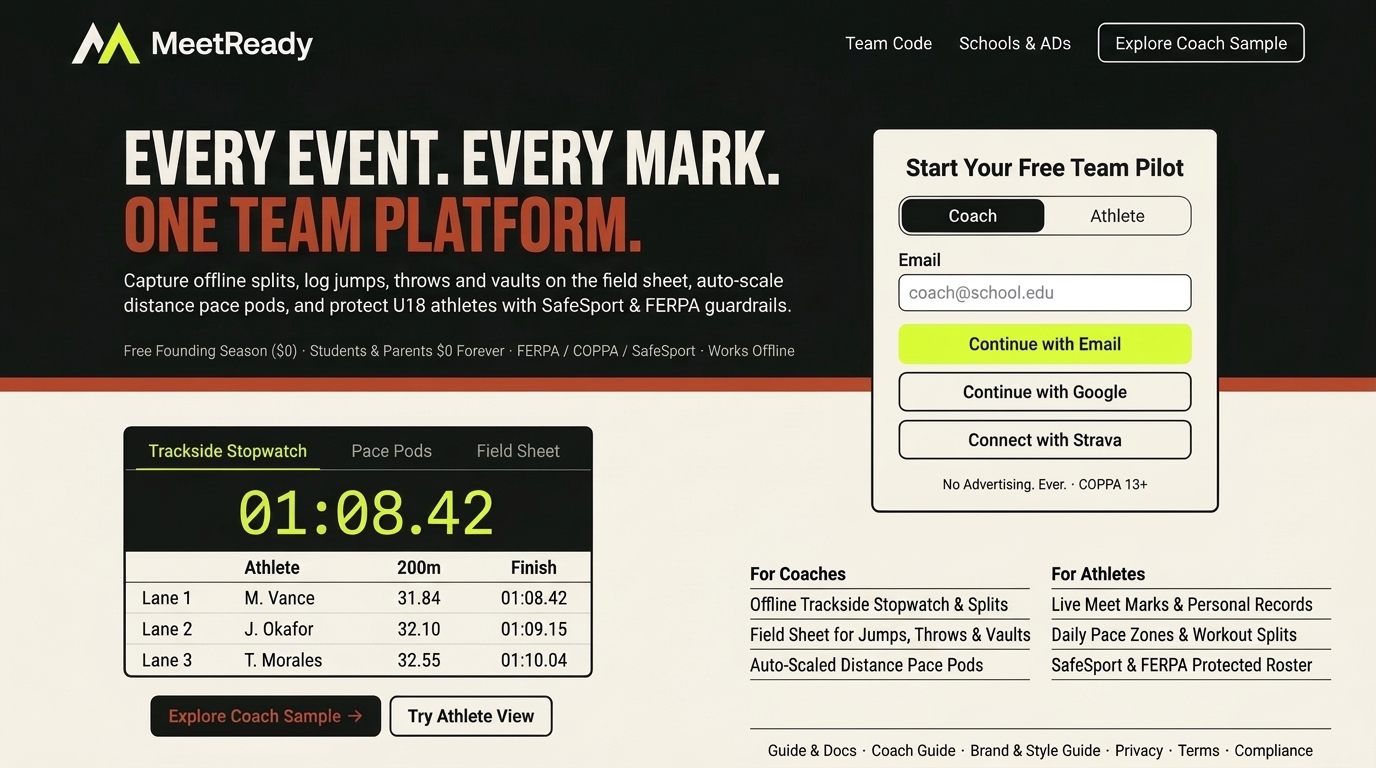 MeetReady
Team Code
Schools & ADs
Explore Coach Sample
EVERY EVENT. EVERY MARK.
ONE TEAM PLATFORM.
Capture offline splits, log jumps, throws and vaults on the field sheet, auto-scale
distance pace pods, and protect U18 athletes with SafeSport & FERPA guardrails.
Free Founding Season ($0) · Students & Parents $0 Forever · FERPA / COPPA / SafeSport · Works Offline
Start Your Free Team Pilot
Coach Athlete
Email
coach@school.edu
Continue with Email
Continue with Google
Connect with Strava
No Advertising. Ever. · COPPA 13+
Trackside Stopwatch Pace Pods Field Sheet
01:08.42
Athlete 200m Finish
Lane 1 M. Vance 31.84 01:08.42
Lane 2 J. Okafor 32.10 01:09.15
Lane 3 T. Morales 32.55 01:10.04
Explore Coach Sample →
Try Athlete View
For Coaches
Offline Trackside Stopwatch & Splits
Field Sheet for Jumps, Throws & Vaults
Auto-Scaled Distance Pace Pods
For Athletes
Live Meet Marks & Personal Records
Daily Pace Zones & Workout Splits
SafeSport & FERPA Protected Roster
Guide & Docs · Coach Guide · Brand & Style Guide · Privacy · Terms · Compliance